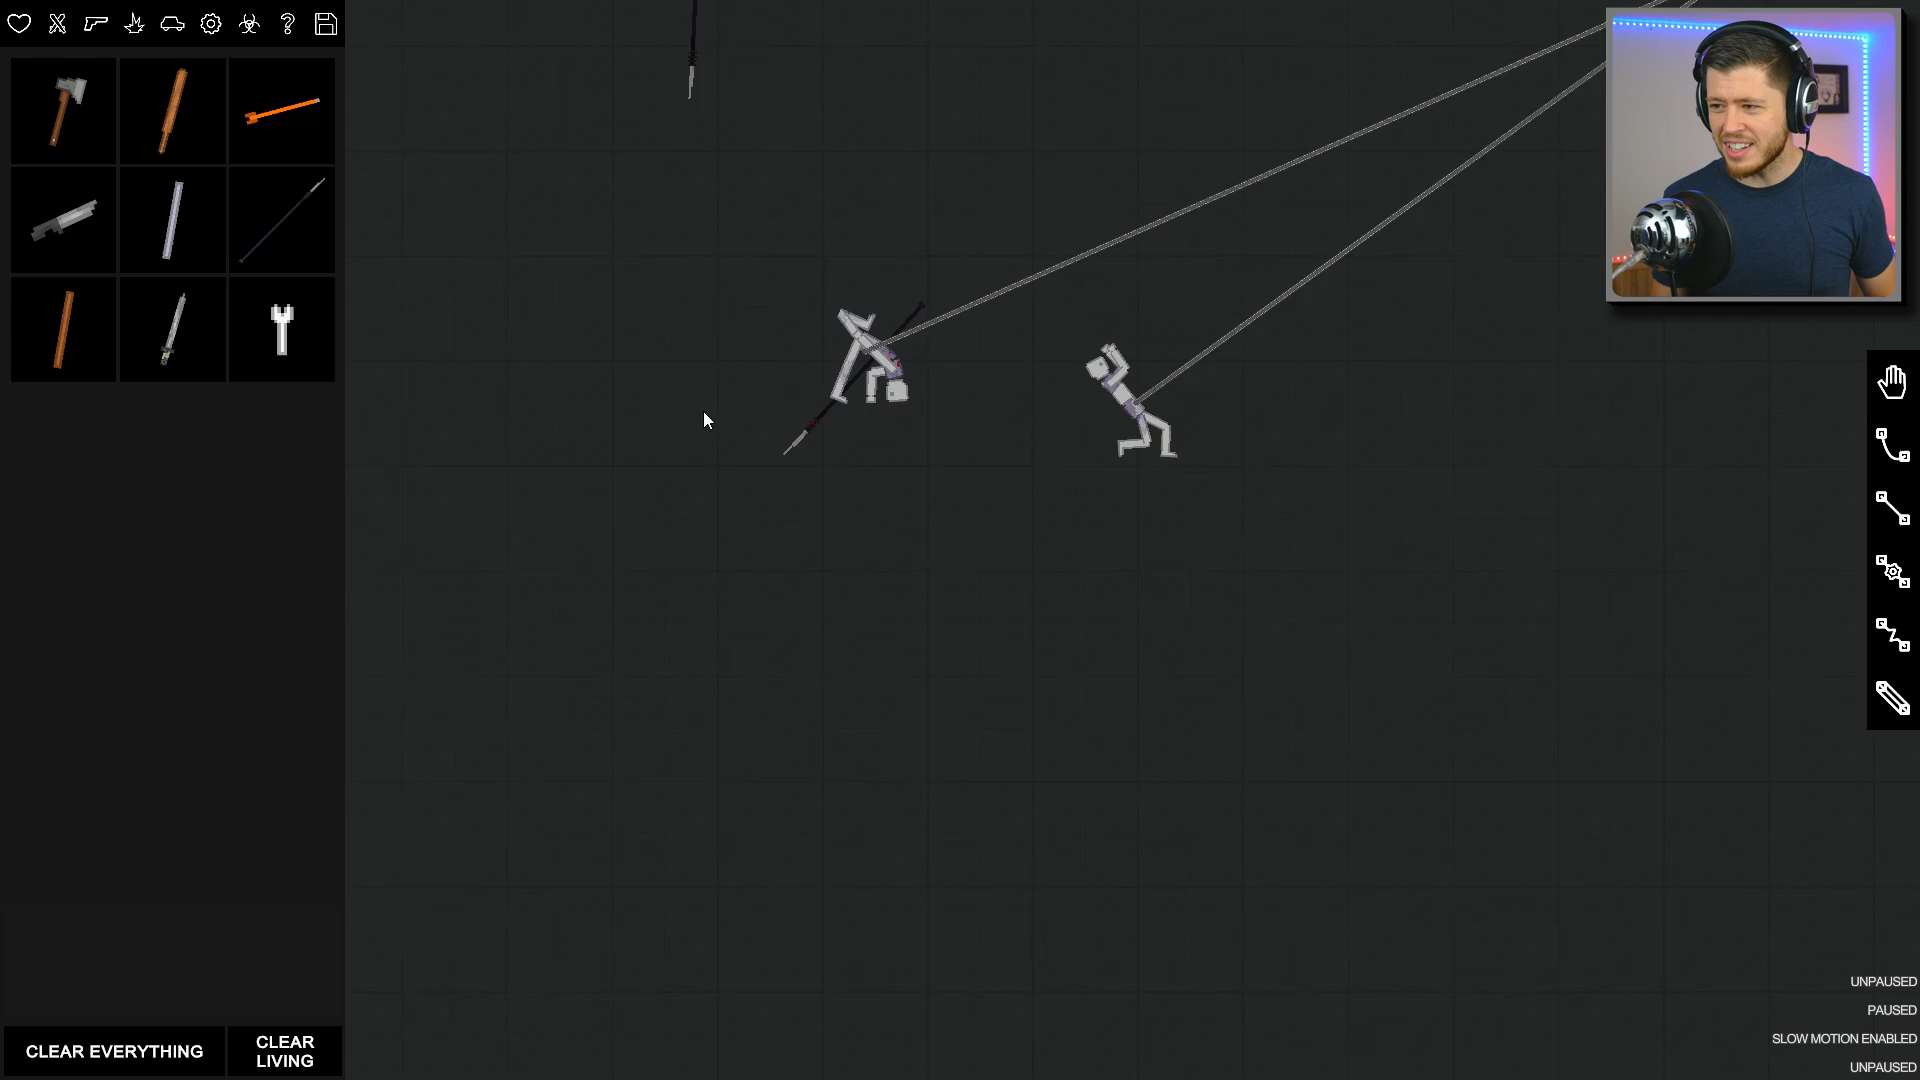 UNPAUSED
PAUSED
SLOW MOTION ENABLED
UNPAUSED
CLEAR EVERYTHING
CLEAR
LIVING